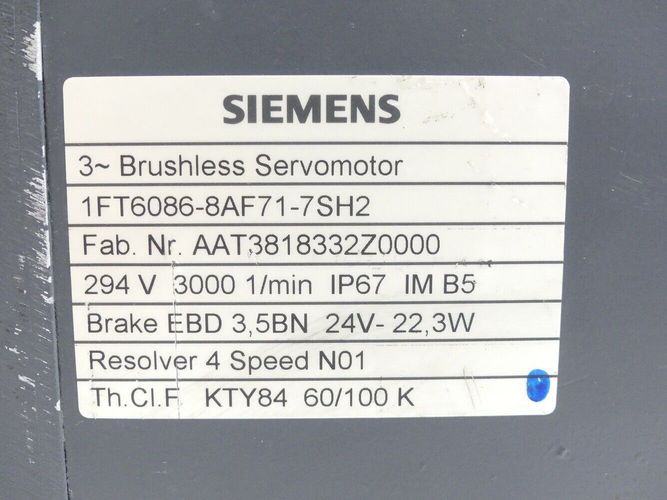 SIEMENS
3~ Brushless Servomotor
1FT6086-8AF71-7SH2
Fab. Nr. AAT3818332Z0000
294 V 3000 1/min IP67 IM B5
Brake EBD 3,5BN 24V- 22,3W
Resolver 4 Speed N01
Th.Cl.F. KTY84 60/100 K